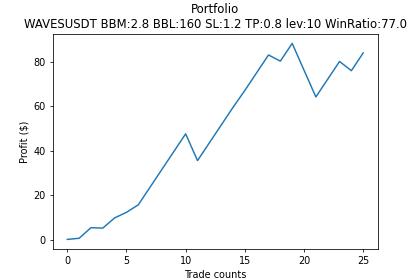 Portfolio
WAVESUSDT BBM:2.8 BBL:160 SL:1.2 TP:0.8 lev:10 WinRatio:77.0
Profit ($)
80
60
40
20
0
0 5 10 15 20 25
Trade counts